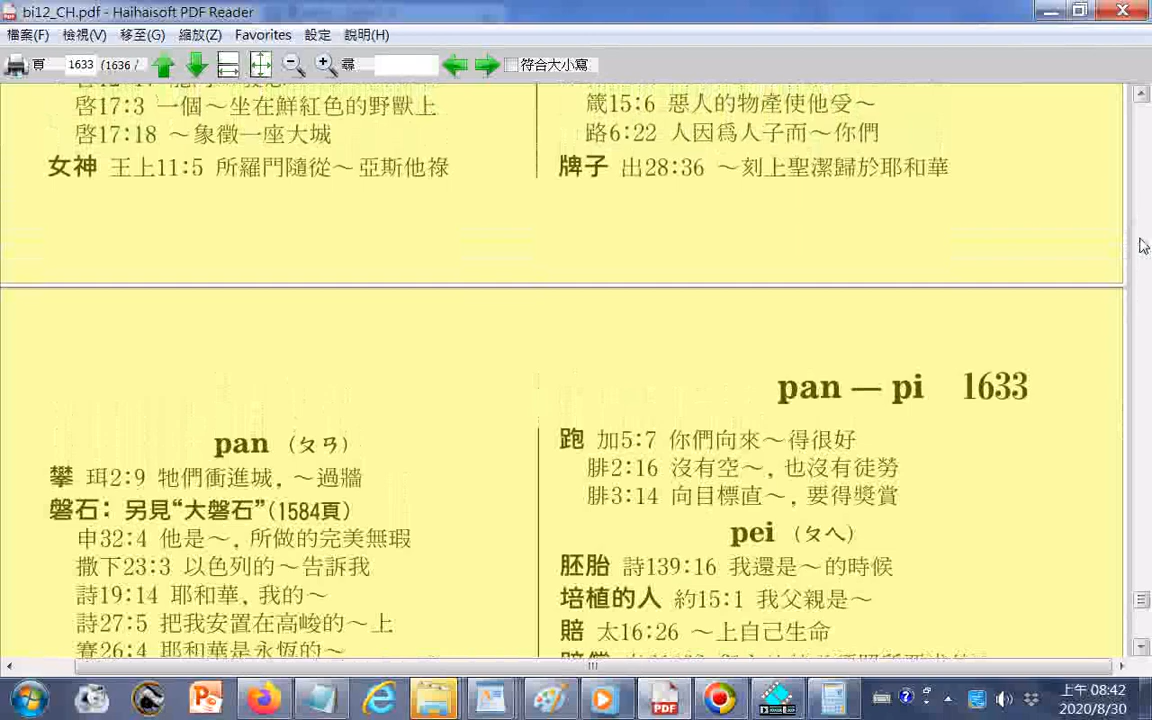 bi12_CH.pdf - Haihaisoft PDF Reader
檔案(F) 檢視(V) 移至(G) 縮放(Z) Favorites 設定 說明(H)
頁 1633 (1636 / 尋 符合大小寫
啓17:3 一個～坐在鮮紅色的野獸上
啓17:18 ～象徵一座大城
女神 王上11:5 所羅門隨從～亞斯他祿
箴15:6 惡人的物產使他受～
路6:22 人因爲人子而～你們
牌子 出28:36 ～刻上聖潔歸於耶和華
pan — pi 1633
pan (ㄆㄢ)
攀 珥2:9 牠們衝進城，～過牆
磐石：另見“大磐石”(1584頁)
申32:4 他是～，所做的完美無瑕
撒下23:3 以色列的～告訴我
詩19:14 耶和華，我的～
詩27:5 把我安置在高峻的～上
賽26:4 耶和華是永恆的～
跑 加5:7 你們向來～得很好
腓2:16 沒有空～，也沒有徒勞
腓3:14 向目標直～，要得獎賞
pei (ㄆㄟ)
胚胎 詩139:16 我還是～的時候
培植的人 約15:1 我父親是～
賠 太16:26 ～上自己生命
上午 08:42
2020/8/30